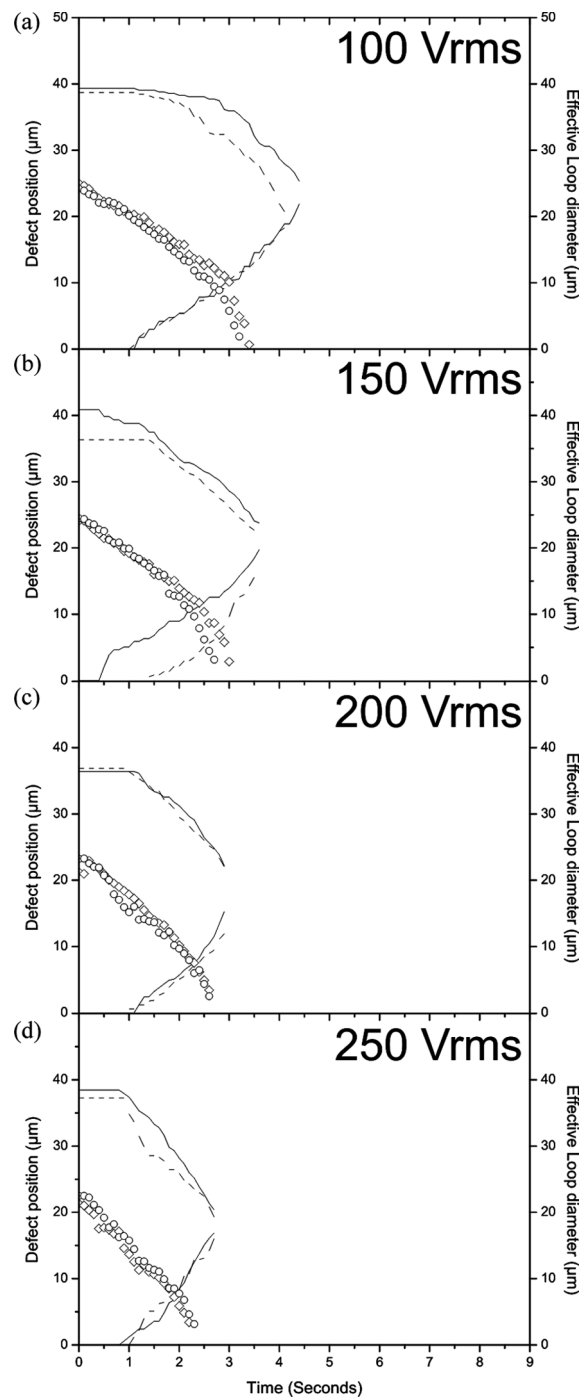 (a)
100 Vrms
50
40
30
20
10
0
Defect position (µm)
50
40
30
20
10
0
Effective Loop diameter (µm)
(b)
150 Vrms
40
30
20
10
0
Defect position (µm)
40
30
20
10
0
Effective Loop diameter (µm)
(c)
200 Vrms
40
30
20
10
0
Defect position (µm)
40
30
20
10
0
Effective Loop diameter (µm)
(d)
250 Vrms
40
30
20
10
0
Defect position (µm)
40
30
20
10
0
Effective Loop diameter (µm)
0 1 2 3 4 5 6 7 8 9
Time (Seconds)